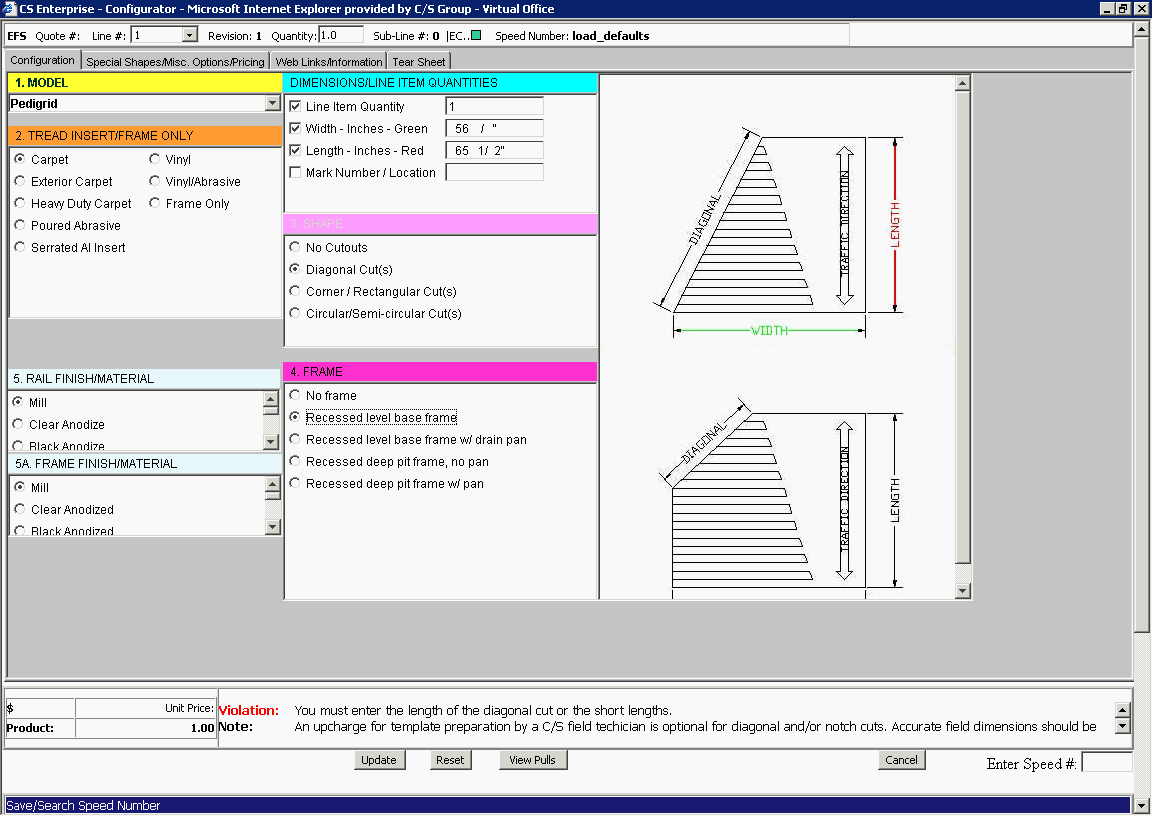 CS Enterprise - Configurator - Microsoft Internet Explorer provided by C/S Group - Virtual Office
EFS Quote #: Line #: 1 Revision: 1 Quantity: 1.0 Sub-Line #: 0 |EC.. Speed Number: load_defaults
Configuration Special Shapes/Misc. Options/Pricing Web Links/Information Tear Sheet
1. MODEL
Pedigrid
2. TREAD INSERT/FRAME ONLY
Carpet Vinyl
Exterior Carpet Vinyl/Abrasive
Heavy Duty Carpet Frame Only
Poured Abrasive
Serrated Al Insert
5. RAIL FINISH/MATERIAL
Mill
Clear Anodize
Black Anodize
5A. FRAME FINISH/MATERIAL
Mill
Clear Anodized
Black Anodized
DIMENSIONS/LINE ITEM QUANTITIES
Line Item Quantity 1
Width - Inches - Green 56 / "
Length - Inches - Red 65 1/ 2"
Mark Number / Location
3. SHAPE
No Cutouts
Diagonal Cut(s)
Corner / Rectangular Cut(s)
Circular/Semi-circular Cut(s)
4. FRAME
No frame
Recessed level base frame
Recessed level base frame w/ drain pan
Recessed deep pit frame, no pan
Recessed deep pit frame w/ pan
DIAGONAL
TRAFFIC DIRECTION
LENGTH
WIDTH
DIAGONAL
TRAFFIC DIRECTION
LENGTH
$ Unit Price:
Product: 1.00
Violation: You must enter the length of the diagonal cut or the short lengths.
Note: An upcharge for template preparation by a C/S field techician is optional for diagonal and/or notch cuts. Accurate field dimensions should be
Update Reset View Pulls Cancel Enter Speed #:
Save/Search Speed Number